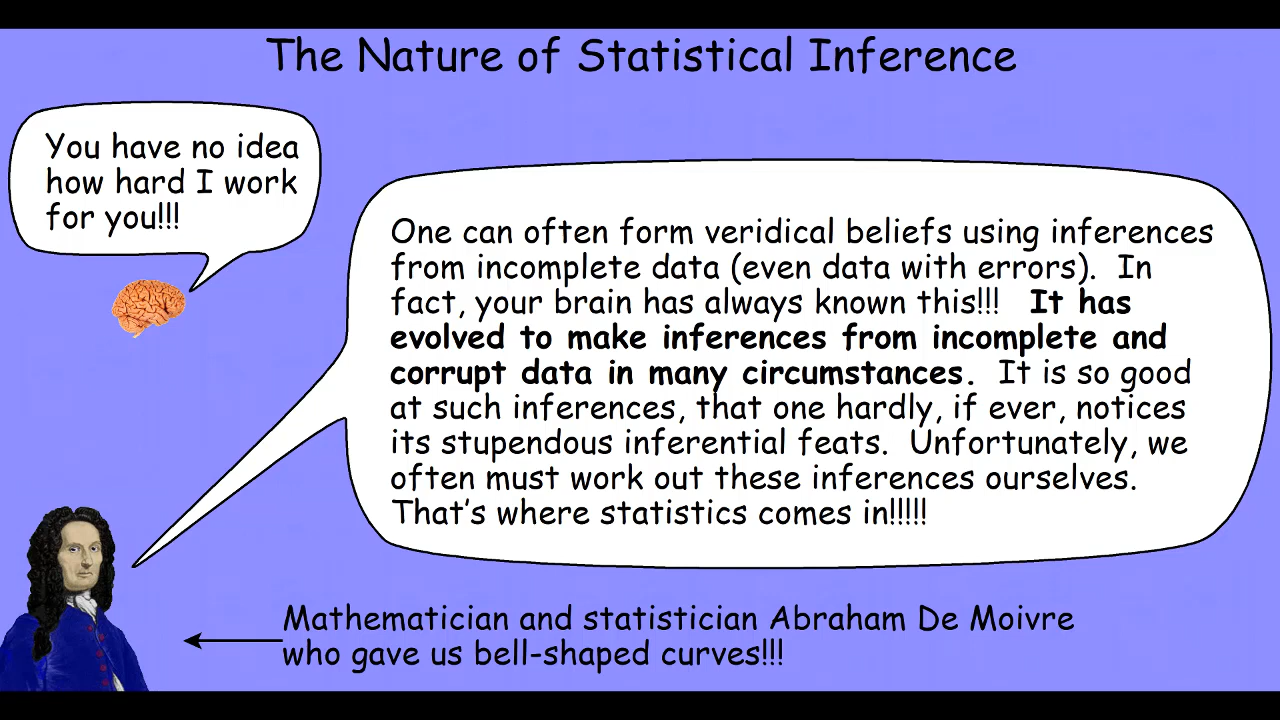 The Nature of Statistical Inference
You have no idea
how hard I work
for you!!!
One can often form veridical beliefs using inferences
from incomplete data (even data with errors).  In
fact, your brain has always known this!!!   It has
evolved to make inferences from incomplete and
corrupt data in many circumstances.  It is so good
at such inferences, that one hardly, if ever, notices
its stupendous inferential feats.  Unfortunately, we
often must work out these inferences ourselves.
That's where statistics comes in!!!!!
Mathematician and statistician Abraham De Moivre
who gave us bell-shaped curves!!!